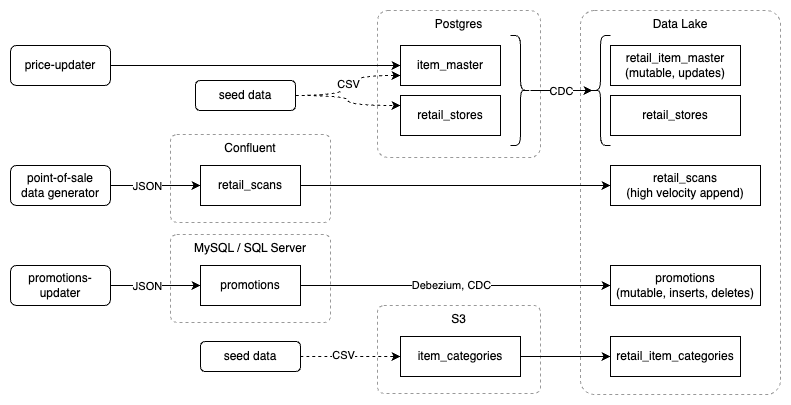 Postgres
Data Lake
price-updater
item_master
retail_item_master
(mutable, updates)
seed data
CSV
CDC
retail_stores
retail_stores
Confluent
point-of-sale
data generator
JSON
retail_scans
retail_scans
(high velocity append)
MySQL / SQL Server
promotions-
updater
JSON
promotions
Debezium, CDC
promotions
(mutable, inserts, deletes)
S3
seed data
CSV
item_categories
retail_item_categories